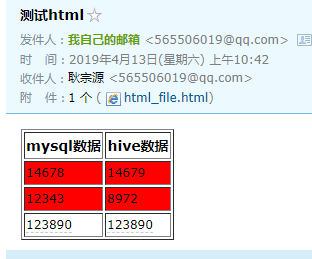 测试html☆
发件人：我自己的邮箱 <565506019@qq.com>
时　间：2019年4月13日(星期六) 上午10:42
收件人：耿宗源 <565506019@qq.com>
附　件：1 个 ( html_file.html)
mysql数据 hive数据
14678 14679
12343 8972
123890 123890